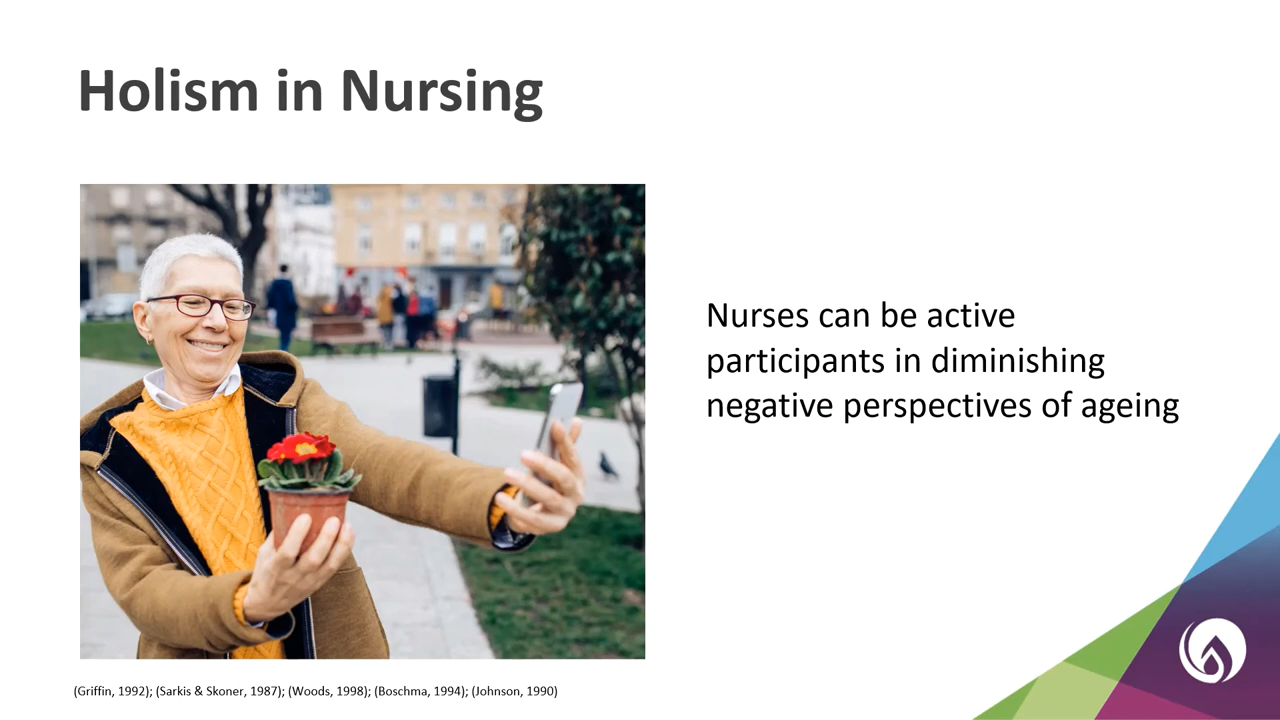 Holism in Nursing
Nurses can be active
participants in diminishing
negative perspectives of ageing
(Griffin, 1992); (Sarkis & Skoner, 1987); (Woods, 1998); (Boschma, 1994); (Johnson, 1990)